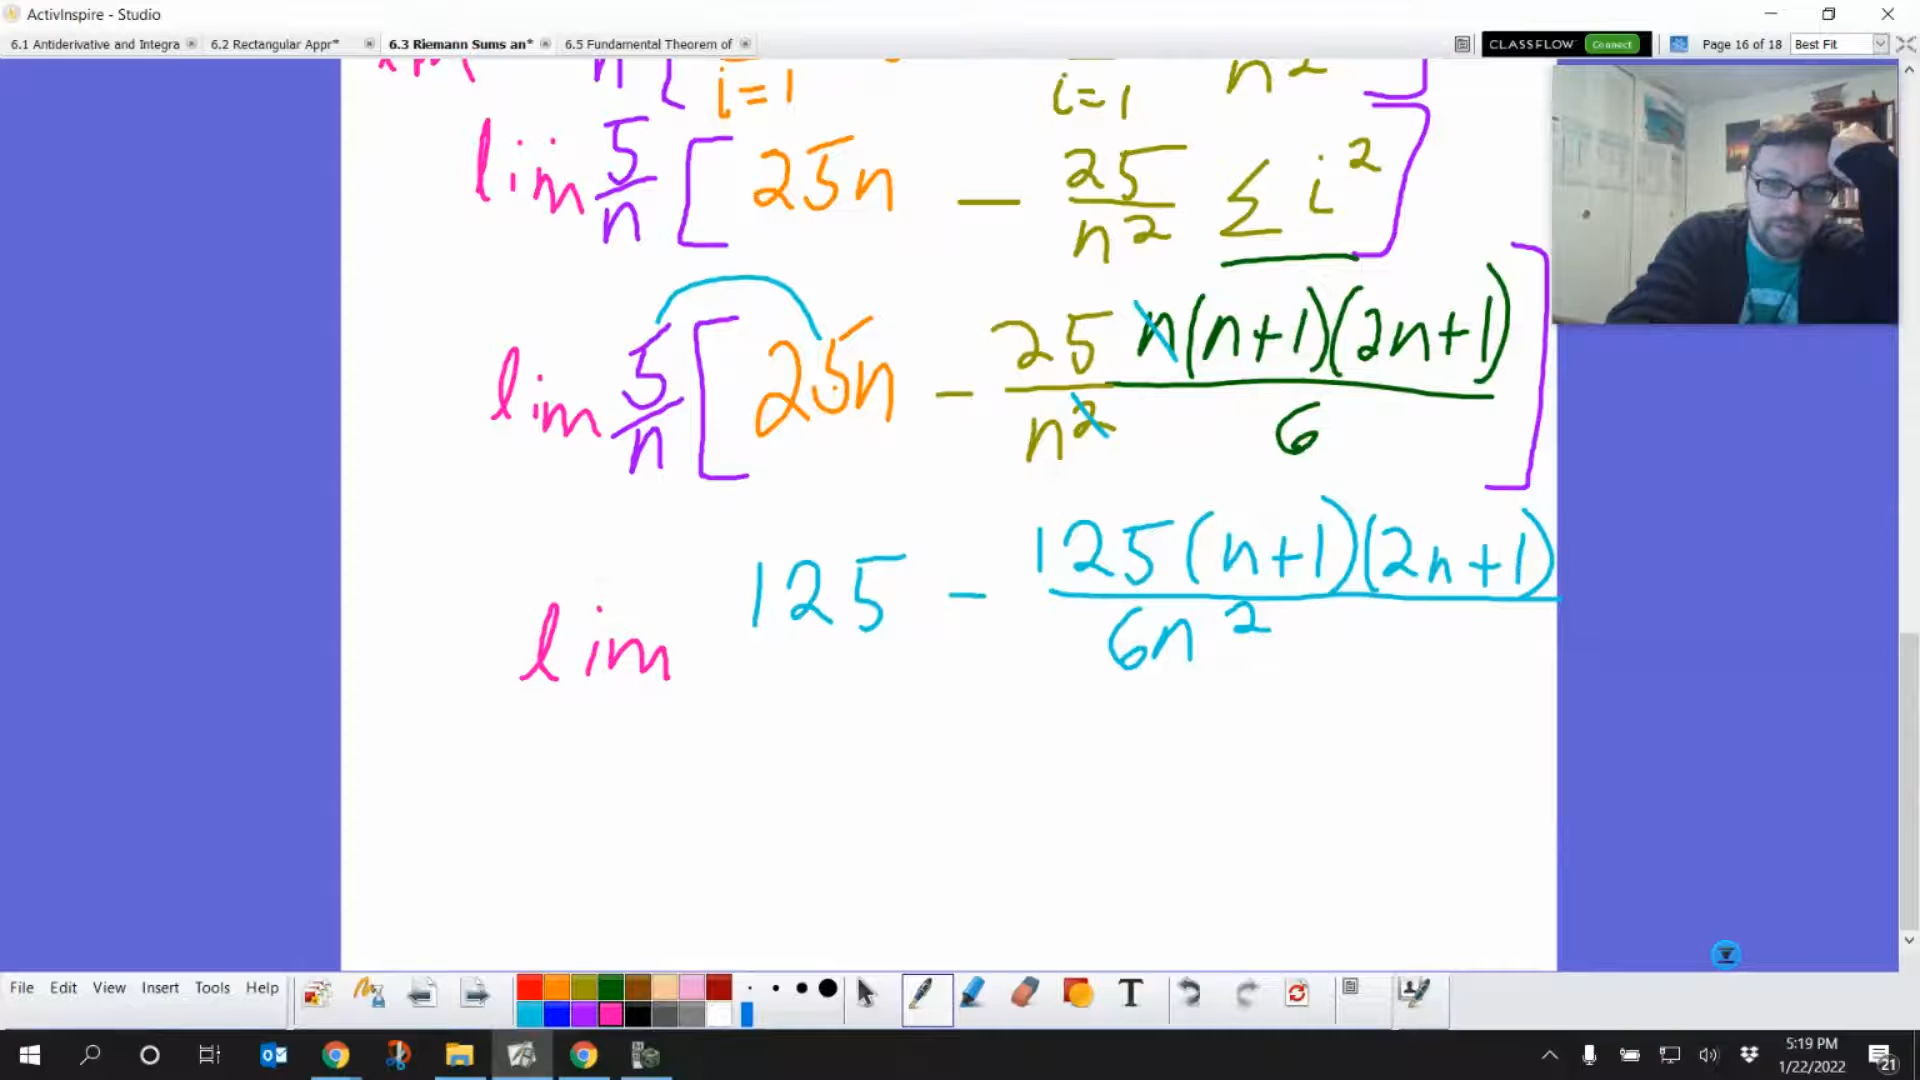 ActivInspire - Studio
6.1 Antiderivative and Integra
6.2 Rectangular Appr*
6.3 Riemann Sums an*
6.5 Fundamental Theorem of
CLASSFLOW Connect
Page 16 of 18
Best Fit
lim 5/n [ 25n − 25/n² Σ i² ]
lim 5/n [ 25n − 25/n² n(n+1)(2n+1)/6 ]
lim 125 − 125(n+1)(2n+1)/6n²
i=1
i=1
n²
File Edit View Insert Tools Help
T
5:19 PM
1/22/2022
21